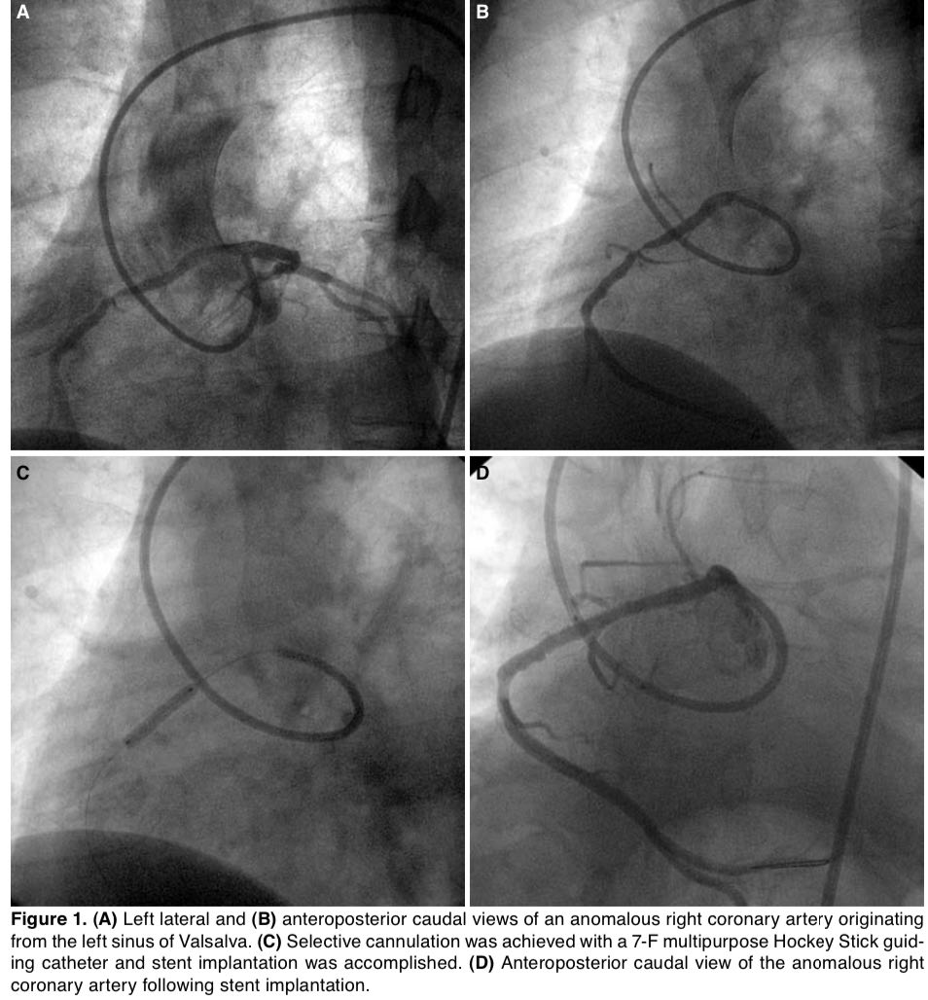 A
B
C
D
Figure 1. (A) Left lateral and (B) anteroposterior caudal views of an anomalous right coronary artery originating
from the left sinus of Valsalva. (C) Selective cannulation was achieved with a 7-F multipurpose Hockey Stick guid-
ing catheter and stent implantation was accomplished. (D) Anteroposterior caudal view of the anomalous right
coronary artery following stent implantation.